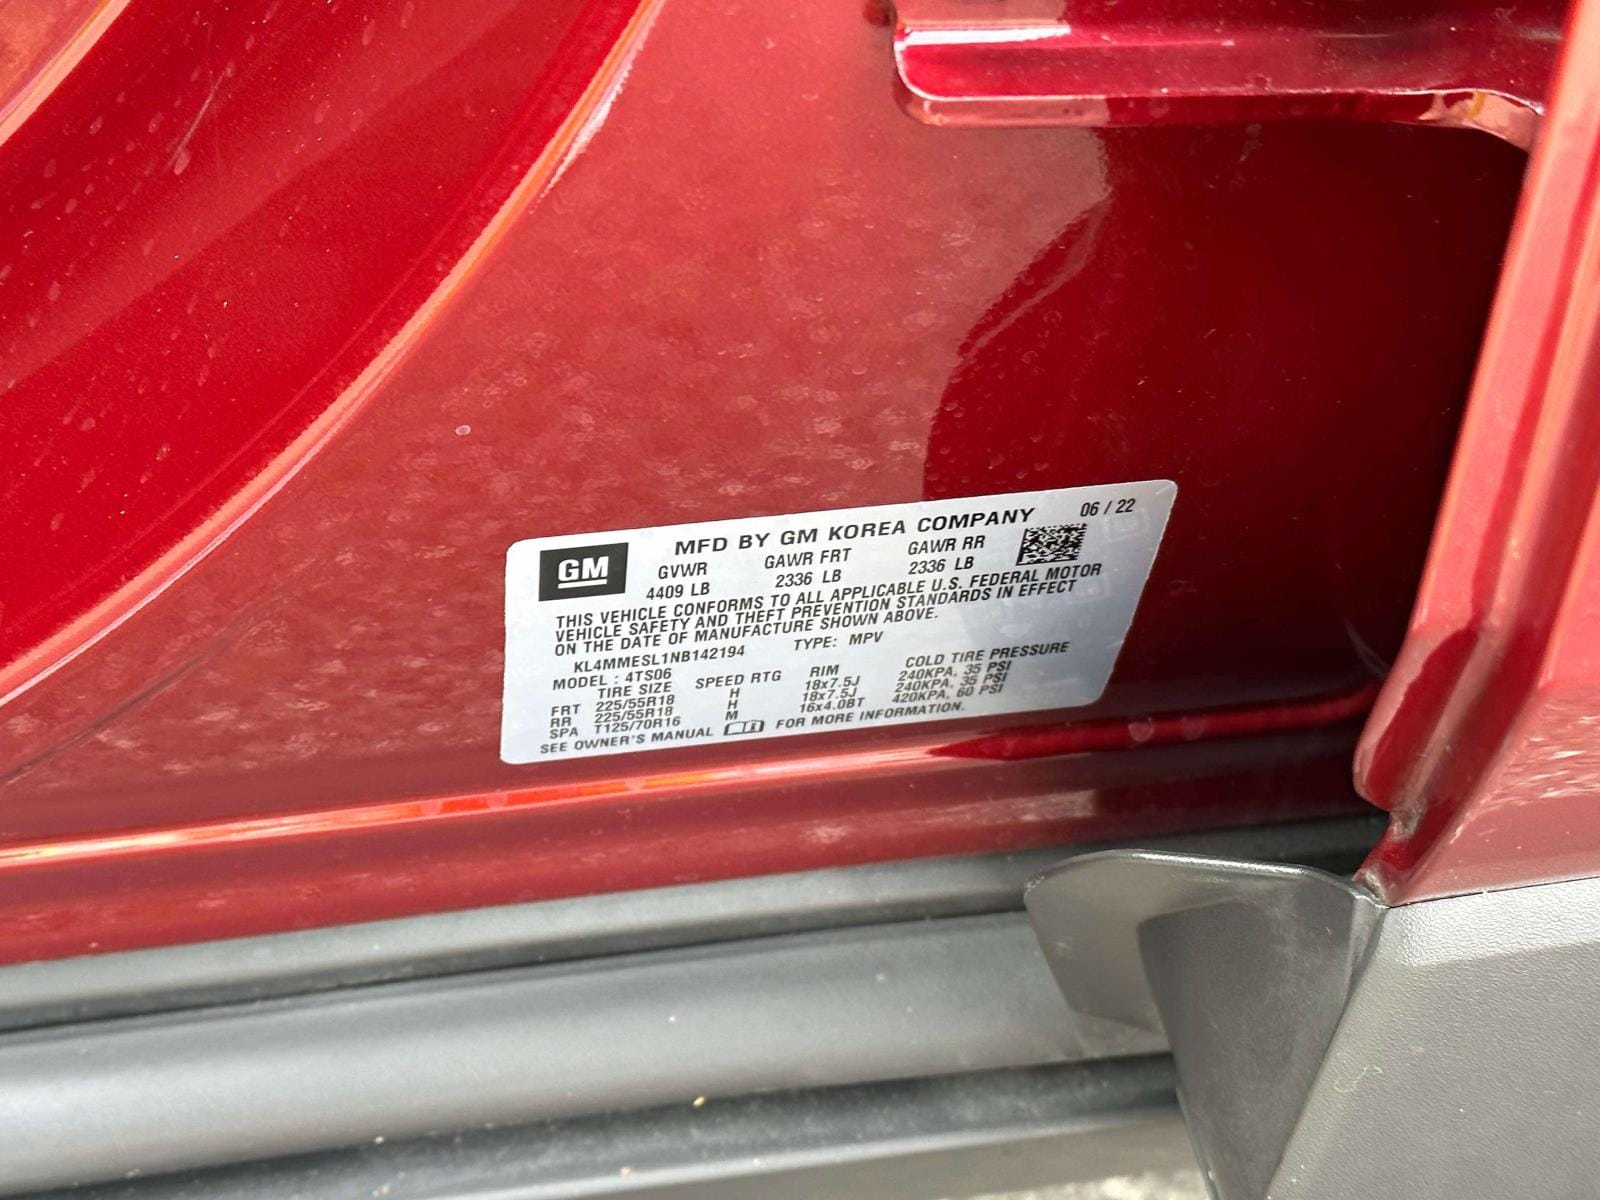 GM
MFD BY GM KOREA COMPANY 06 / 22
GVWR GAWR FRT GAWR RR
4409 LB 2336 LB 2336 LB
THIS VEHICLE CONFORMS TO ALL APPLICABLE U.S. FEDERAL MOTOR
VEHICLE SAFETY AND THEFT PREVENTION STANDARDS IN EFFECT
ON THE DATE OF MANUFACTURE SHOWN ABOVE.
KL4MMESL1NB142194 TYPE: MPV
MODEL : 4TS06
TIRE SIZE SPEED RTG RIM COLD TIRE PRESSURE
FRT 225/55R18 H 18x7.5J 240KPA, 35 PSI
RR 225/55R18 H 18x7.5J 240KPA, 35 PSI
SPA T125/70R16 M 16x4.0BT 420KPA, 60 PSI
SEE OWNER'S MANUAL FOR MORE INFORMATION.